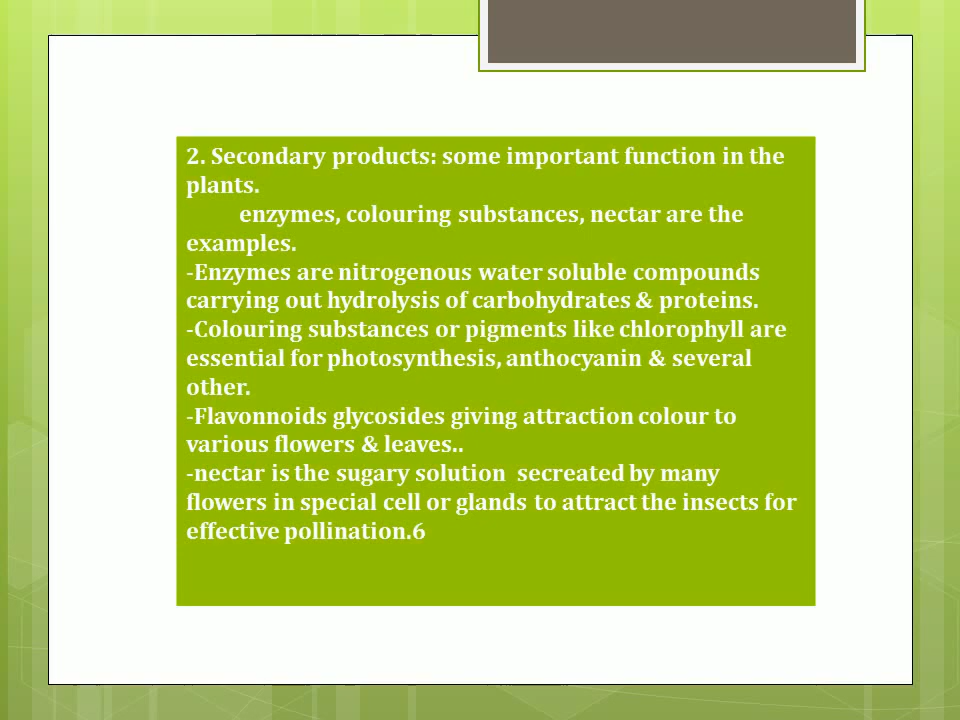 2. Secondary products: some important function in the
plants.
enzymes, colouring substances, nectar are the
examples.
-Enzymes are nitrogenous water soluble compounds
carrying out hydrolysis of carbohydrates & proteins.
-Colouring substances or pigments like chlorophyll are
essential for photosynthesis, anthocyanin & several
other.
-Flavonnoids glycosides giving attraction colour to
various flowers & leaves..
-nectar is the sugary solution  secreated by many
flowers in special cell or glands to attract the insects for
effective pollination.6